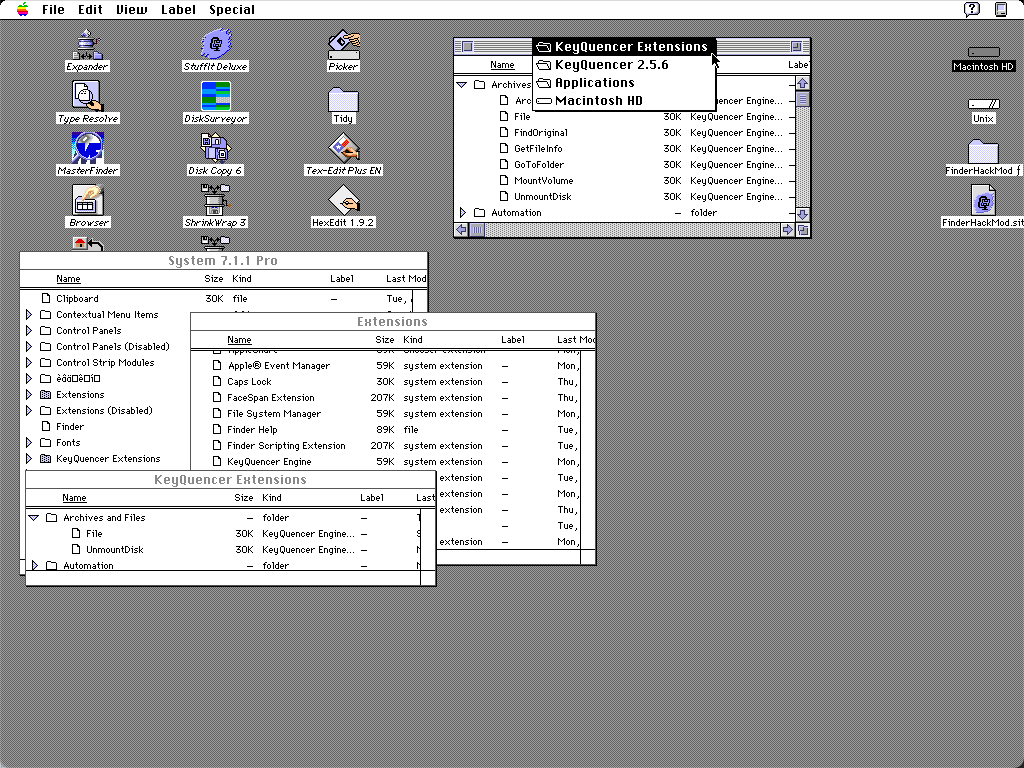 File Edit View Label Special
Expander
StuffIt Deluxe
Picker
Type Resolve
DiskSurveyor
Tidy
MasterFinder
Disk Copy 6
Tex-Edit Plus EN
Browser
ShrinkWrap 3
HexEdit 1.9.2
KeyQuencer Extensions
KeyQuencer 2.5.6
Applications
Macintosh HD
Name Labe
Archives
Arc KeyQuencer Engine...
File 30K KeyQuencer Engine...
FindOriginal 30K KeyQuencer Engine...
GetFileInfo 30K KeyQuencer Engine...
GoToFolder 30K KeyQuencer Engine...
MountVolume 30K KeyQuencer Engine...
UnmountDisk 30K KeyQuencer Engine...
Automation – folder
Macintosh HD
Unix
FinderHackMod ƒ
FinderHackMod.sit
System 7.1.1 Pro
Name Size Kind Label Last Mod
Clipboard 30K file – Tue,
Contextual Menu Items
Control Panels
Control Panels (Disabled)
Control Strip Modules
Extensions
Extensions (Disabled)
Finder
Fonts
KeyQuencer Extensions
Extensions
Name Size Kind Label Last Mod
AppleShare 89K chooser extension – Mon,
Apple® Event Manager 59K system extension – Mon,
Caps Lock 30K system extension – Thu,
FaceSpan Extension 207K system extension – Thu,
File System Manager 59K system extension – Mon,
Finder Help 89K file – Tue,
Finder Scripting Extension 207K system extension – Tue,
KeyQuencer Engine 59K system extension – Mon,
extension – Tue,
extension – Mon,
extension – Thu,
– Tue,
extension – Mon,
KeyQuencer Extensions
Name Size Kind Label Last
Archives and Files – folder –
File 30K KeyQuencer Engine... –
UnmountDisk 30K KeyQuencer Engine... –
Automation – folder –